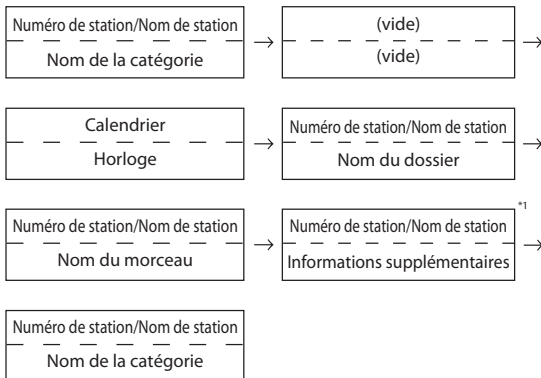 Numéro de station/Nom de station
Nom de la catégorie
(vide)
(vide)
Calendrier
Horloge
Numéro de station/Nom de station
Nom du dossier
Numéro de station/Nom de station
Nom du morceau
Numéro de station/Nom de station
Informations supplémentaires
*1
Numéro de station/Nom de station
Nom de la catégorie